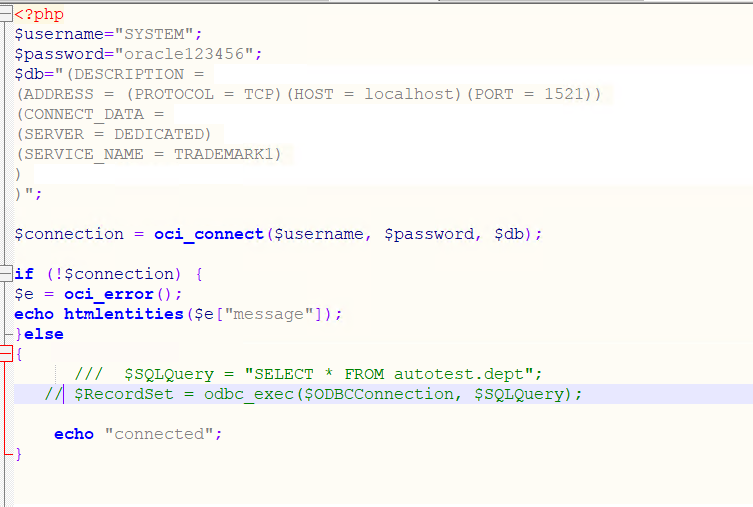 <?php
$username="SYSTEM";
$password="oracle123456";
$db="(DESCRIPTION =
(ADDRESS = (PROTOCOL = TCP)(HOST = localhost)(PORT = 1521))
(CONNECT_DATA =
(SERVER = DEDICATED)
(SERVICE_NAME = TRADEMARK1)
)
)";
$connection = oci_connect($username, $password, $db);
if (!$connection) {
$e = oci_error();
echo htmlentities($e["message"]);
}else
{
/// $SQLQuery = "SELECT * FROM autotest.dept";
// $RecordSet = odbc_exec($ODBCConnection, $SQLQuery);
echo "connected";
}